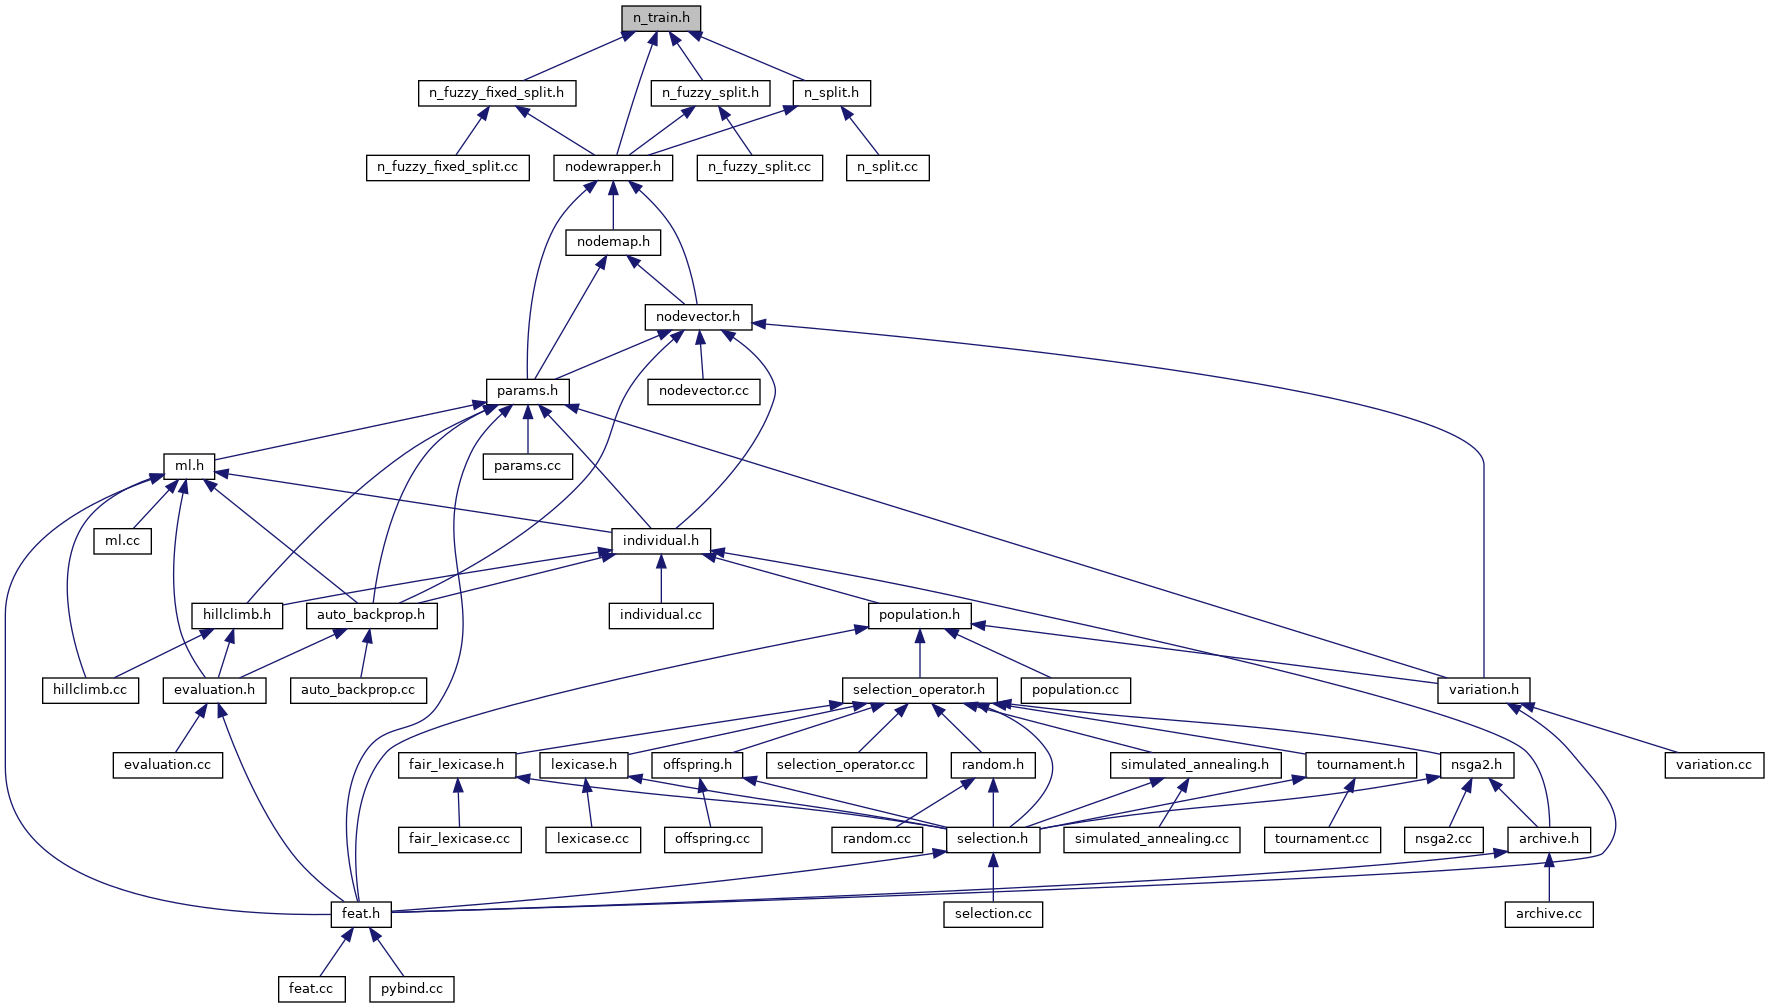 n_train.h
n_fuzzy_fixed_split.h
n_fuzzy_split.h
n_split.h
n_fuzzy_fixed_split.cc
nodewrapper.h
n_fuzzy_split.cc
n_split.cc
nodemap.h
nodevector.h
params.h
nodevector.cc
ml.h
params.cc
ml.cc
individual.h
hillclimb.h
auto_backprop.h
individual.cc
population.h
hillclimb.cc
evaluation.h
auto_backprop.cc
selection_operator.h
population.cc
variation.h
evaluation.cc
fair_lexicase.h
lexicase.h
offspring.h
selection_operator.cc
random.h
simulated_annealing.h
tournament.h
nsga2.h
variation.cc
fair_lexicase.cc
lexicase.cc
offspring.cc
random.cc
selection.h
simulated_annealing.cc
tournament.cc
nsga2.cc
archive.h
feat.h
selection.cc
archive.cc
feat.cc
pybind.cc